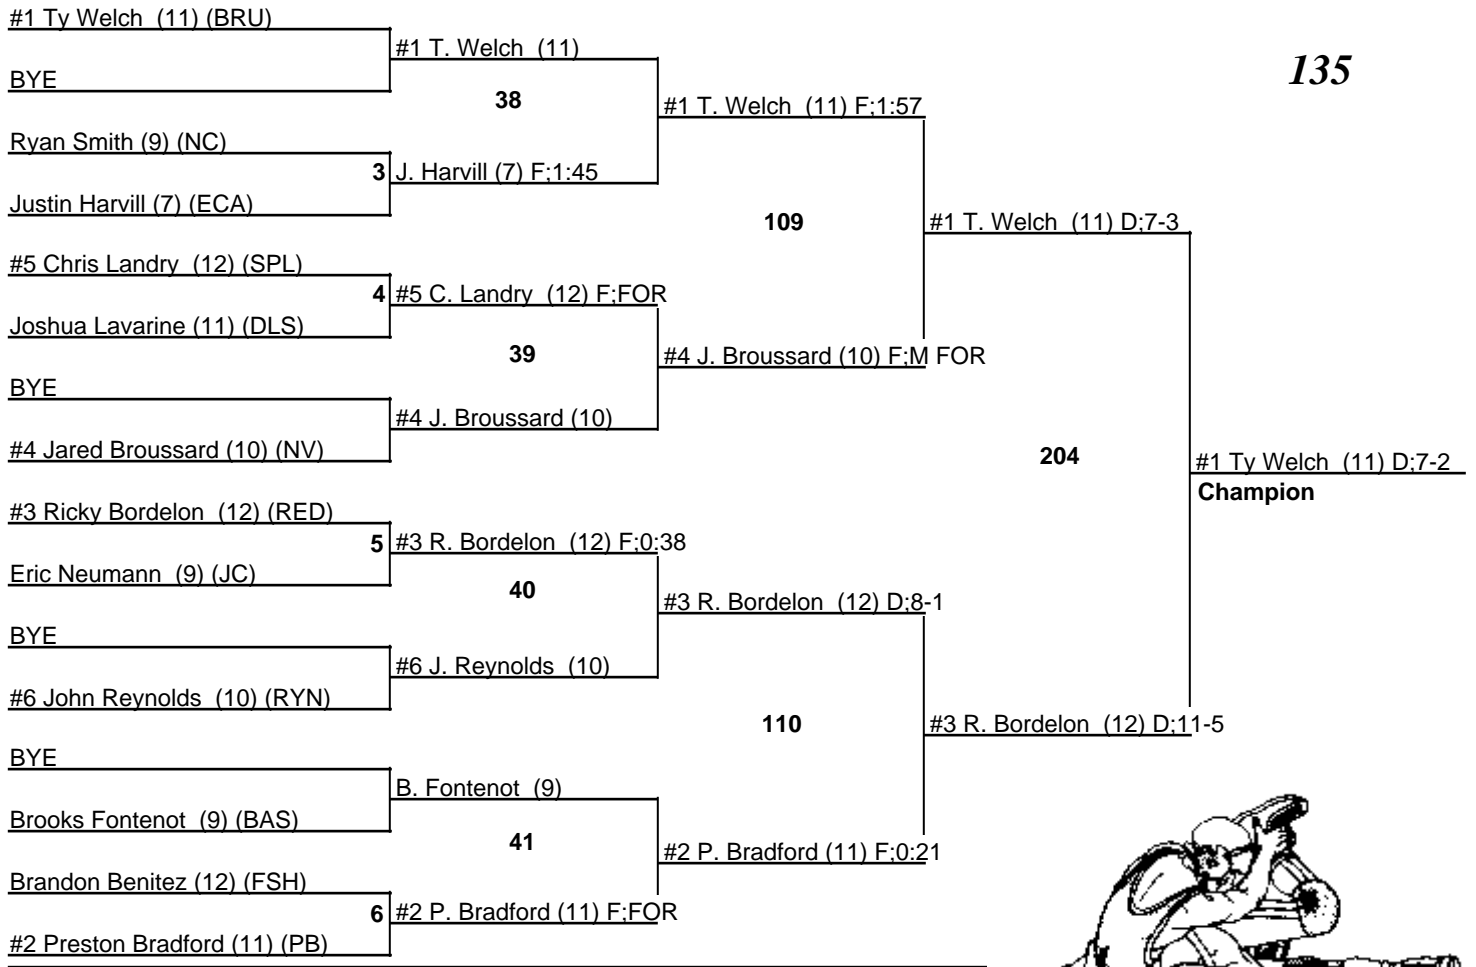 #1 Ty Welch (11) (BRU)
#1 T. Welch (11)
135
BYE
38
#1 T. Welch (11) F;1:57
Ryan Smith (9) (NC)
3 J. Harvill (7) F;1:45
Justin Harvill (7) (ECA)
109
#1 T. Welch (11) D;7-3
#5 Chris Landry (12) (SPL)
4 #5 C. Landry (12) F;FOR
Joshua Lavarine (11) (DLS)
39
#4 J. Broussard (10) F;M FOR
BYE
#4 J. Broussard (10)
#4 Jared Broussard (10) (NV)
204
#1 Ty Welch (11) D;7-2
Champion
#3 Ricky Bordelon (12) (RED)
5 #3 R. Bordelon (12) F;0:38
Eric Neumann (9) (JC)
40
#3 R. Bordelon (12) D;8-1
BYE
#6 J. Reynolds (10)
#6 John Reynolds (10) (RYN)
110
#3 R. Bordelon (12) D;11-5
BYE
B. Fontenot (9)
Brooks Fontenot (9) (BAS)
41
#2 P. Bradford (11) F;0:21
Brandon Benitez (12) (FSH)
6 #2 P. Bradford (11) F;FOR
#2 Preston Bradford (11) (PB)